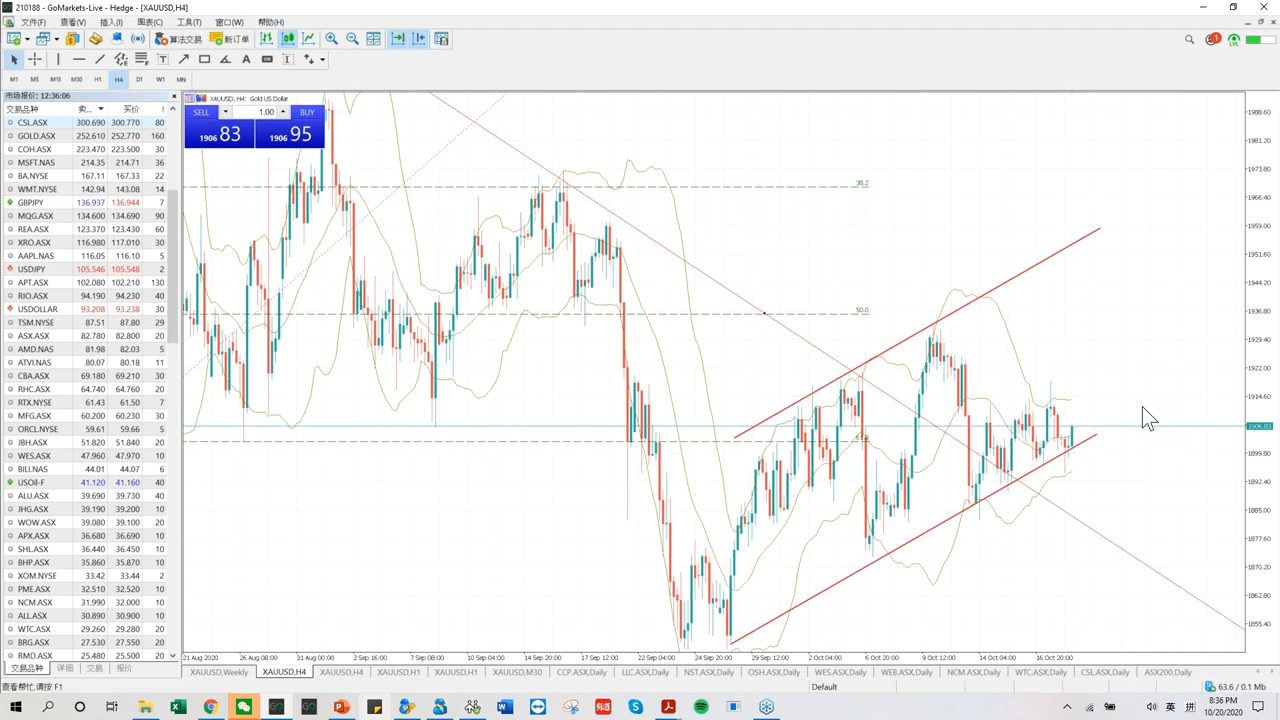 210188 - GoMarkets-Live - Hedge - [XAUUSD,H4]
文件(F) 查看(V) 插入(I) 图表(C) 工具(T) 窗口(W) 帮助(H)
算法交易 新订单
M1 M5 M15 M30 H1 H4 D1 W1 MN
市场报价: 12:36:06
交易品种 卖... 买价 !
CSL.ASX 300.690 300.770 80
GOLD.ASX 252.610 252.770 160
COH.ASX 223.470 223.500 30
MSFT.NAS 214.35 214.71 36
BA.NYSE 167.11 167.33 22
WMT.NYSE 142.94 143.08 14
GBPJPY 136.937 136.944 7
MQG.ASX 134.600 134.690 90
REA.ASX 123.370 123.430 60
XRO.ASX 116.980 117.010 30
AAPL.NAS 116.05 116.10 5
USDJPY 105.546 105.548 2
APT.ASX 102.080 102.210 130
RIO.ASX 94.190 94.230 40
USDOLLAR 93.208 93.238 30
TSM.NYSE 87.51 87.80 29
ASX.ASX 82.780 82.800 20
AMD.NAS 81.98 82.03 5
ATVI.NAS 80.07 80.18 11
CBA.ASX 69.180 69.210 30
RHC.ASX 64.740 64.760 20
RTX.NYSE 61.43 61.50 7
MFG.ASX 60.200 60.230 30
ORCL.NYSE 59.61 59.66 5
JBH.ASX 51.820 51.840 20
WES.ASX 47.960 47.970 10
BILI.NAS 44.01 44.07 6
USOil-F 41.120 41.160 40
ALU.ASX 39.690 39.730 40
JHG.ASX 39.190 39.200 10
WOW.ASX 39.080 39.100 20
APX.ASX 36.680 36.690 10
SHL.ASX 36.440 36.450 10
BHP.ASX 35.860 35.870 10
XOM.NYSE 33.42 33.44 2
PME.ASX 32.510 32.520 10
NCM.ASX 31.990 32.000 10
ALL.ASX 30.890 30.900 10
WTC.ASX 29.260 29.280 20
BRG.ASX 27.530 27.550 20
RMD.ASX 25.480 25.500 20
交易品种 详细 交易 报价
XAUUSD, H4: Gold US Dollar
SELL 1.00 BUY
1906 83 1906 95
38.2
50.0
61.8
1988.60
1973.80
1966.40
1959.00
1951.60
1944.20
1936.80
1929.40
1922.00
1914.60
1906.83
1899.80
1892.40
1885.00
1877.60
1870.20
1862.80
1855.40
21 Aug 2020 26 Aug 08:00 31 Aug 00:00 2 Sep 16:00 7 Sep 08:00 10 Sep 04:00 14 Sep 20:00 17 Sep 12:00 22 Sep 04:00 24 Sep 20:00 29 Sep 12:00 2 Oct 04:00 6 Oct 20:00 9 Oct 12:00 14 Oct 04:00 16 Oct 20:00
XAUUSD,Weekly XAUUSD,H4 XAUUSD,H4 XAUUSD,H1 XAUUSD,H1 XAUUSD,M30 CCP.ASX,Daily LLC.ASX,Daily NST.ASX,Daily OSH.ASX,Daily WES.ASX,Daily WEB.ASX,Daily NCM.ASX,Daily WTC.ASX,Daily CSL.ASX,Daily ASX200,Daily
查看帮忙,请按 F1 Default 63.6 / 0.1 Mb
英 拼 8:36 PM
10/20/2020